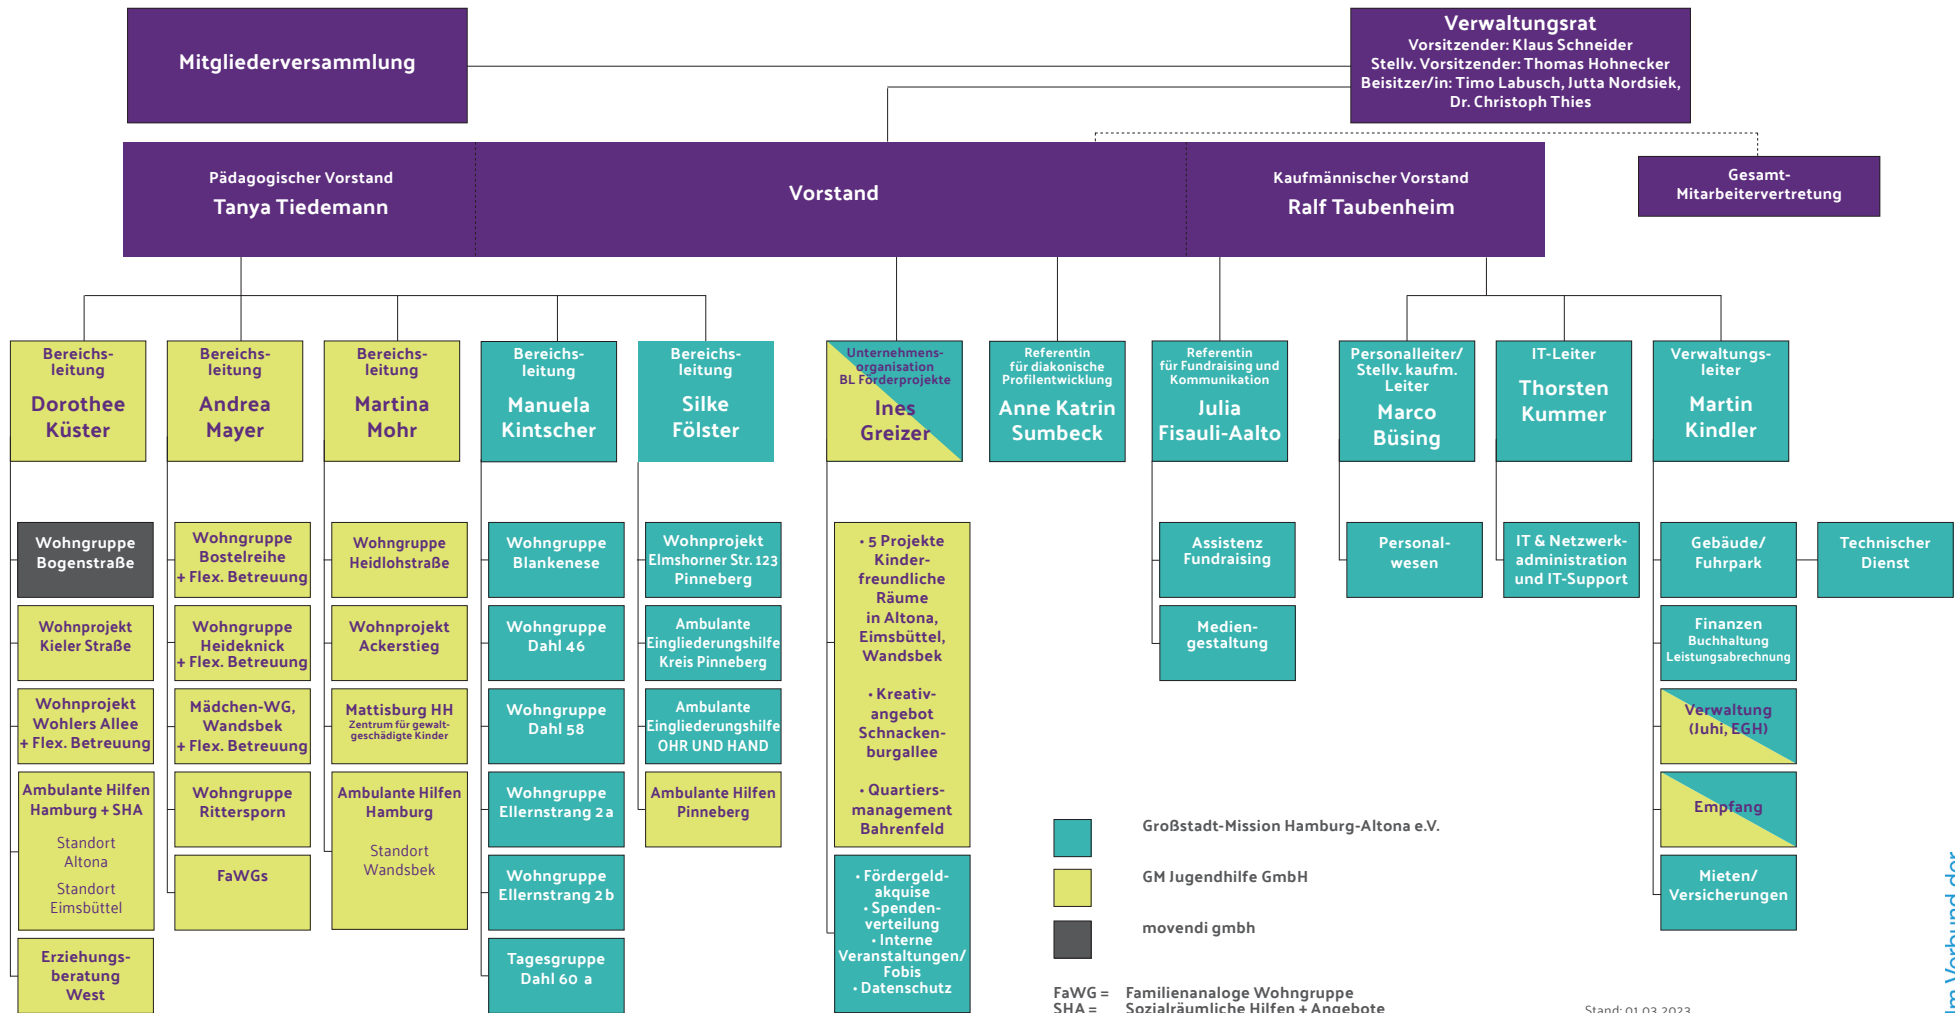 Mitgliederversammlung
Verwaltungsrat
Vorsitzender: Klaus Schneider
Stellv. Vorsitzender: Thomas Hohnecker
Beisitzer/in: Timo Labusch, Jutta Nordsiek,
Dr. Christoph Thies
Pädagogischer Vorstand
Tanya Tiedemann
Vorstand
Kaufmännischer Vorstand
Ralf Taubenheim
Gesamt-
Mitarbeitervertretung
Bereichs-
leitung
Dorothee
Küster
Bereichs-
leitung
Andrea
Mayer
Bereichs-
leitung
Martina
Mohr
Bereichs-
leitung
Manuela
Kintscher
Bereichs-
leitung
Silke
Fölster
Unternehmens-
organisation
BL Förderprojekte
Ines
Greizer
Referentin
für diakonische
Profilentwicklung
Anne Katrin
Sumbeck
Referentin
für Fundraising und
Kommunikation
Julia
Fisauli-Aalto
Personalleiter/
Stellv. kaufm.
Leiter
Marco
Büsing
IT-Leiter
Thorsten
Kummer
Verwaltungs-
leiter
Martin
Kindler
Wohngruppe
Bogenstraße
Wohnprojekt
Kieler Straße
Wohnprojekt
Wohlers Allee
+ Flex. Betreuung
Ambulante Hilfen
Hamburg + SHA
Standort
Altona
Standort
Eimsbüttel
Erziehungs-
beratung
West
Wohngruppe
Bostelreihe
+ Flex. Betreuung
Wohngruppe
Heideknick
+ Flex. Betreuung
Mädchen-WG,
Wandsbek
+ Flex. Betreuung
Wohngruppe
Rittersporn
FaWGs
Wohngruppe
Heidlohstraße
Wohnprojekt
Ackerstieg
Mattisburg HH
Zentrum für gewalt-
geschädigte Kinder
Ambulante Hilfen
Hamburg
Standort
Wandsbek
Wohngruppe
Blankenese
Wohngruppe
Dahl 46
Wohngruppe
Dahl 58
Wohngruppe
Ellernstrang 2 a
Wohngruppe
Ellernstrang 2 b
Tagesgruppe
Dahl 60 a
Wohnprojekt
Elmshorner Str. 123
Pinneberg
Ambulante
Eingliederungshilfe
Kreis Pinneberg
Ambulante
Eingliederungshilfe
OHR UND HAND
Ambulante Hilfen
Pinneberg
• 5 Projekte
Kinder-
freundliche
Räume
in Altona,
Eimsbüttel,
Wandsbek
• Kreativ-
angebot
Schnacken-
burgallee
• Quartiers-
management
Bahrenfeld
• Fördergeld-
akquise
• Spenden-
verteilung
• Interne
Veranstaltungen/
Fobis
• Datenschutz
Assistenz
Fundraising
Medien-
gestaltung
Personal-
wesen
IT & Netzwerk-
administration
und IT-Support
Gebäude/
Fuhrpark
Technischer
Dienst
Finanzen
Buchhaltung
Leistungsabrechnung
Verwaltung
(Juhi, EGH)
Empfang
Mieten/
Versicherungen
Großstadt-Mission Hamburg-Altona e.V.
GM Jugendhilfe GmbH
movendi gmbh
FaWG = Familienanaloge Wohngruppe
SHA = Sozialräumliche Hilfen + Angebote
Stand: 01.03.2023
Im Verbund der